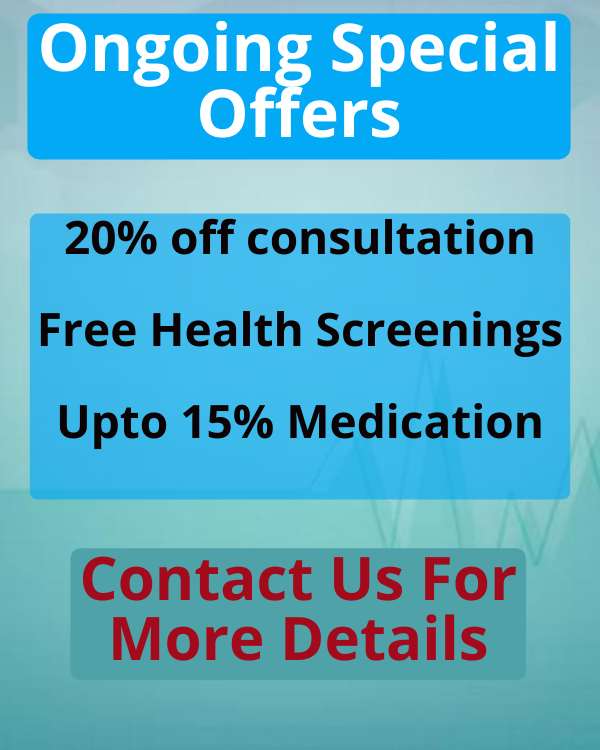 Ongoing Special
Offers
20% off consultation
Free Health Screenings
Upto 15% Medication
Contact Us For
More Details